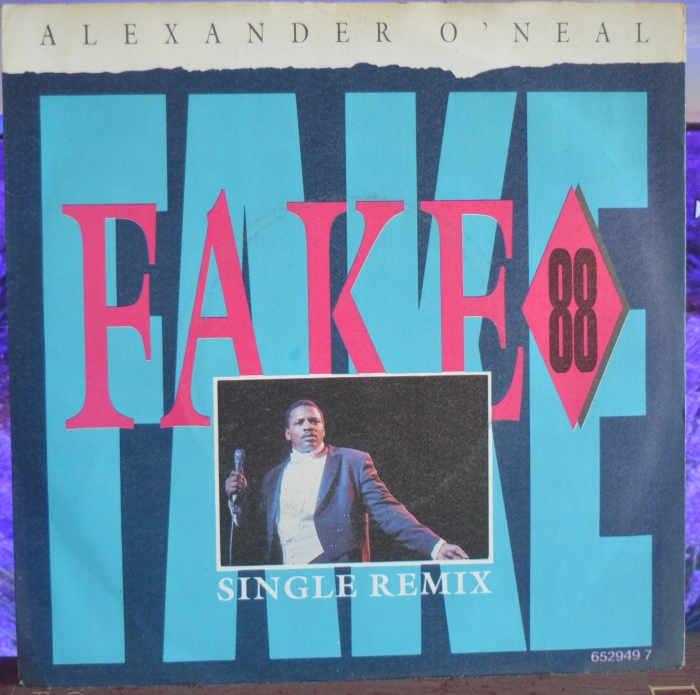 ALEXANDER O'NEAL
FAKE
FAKE 88
SINGLE REMIX
652949 7